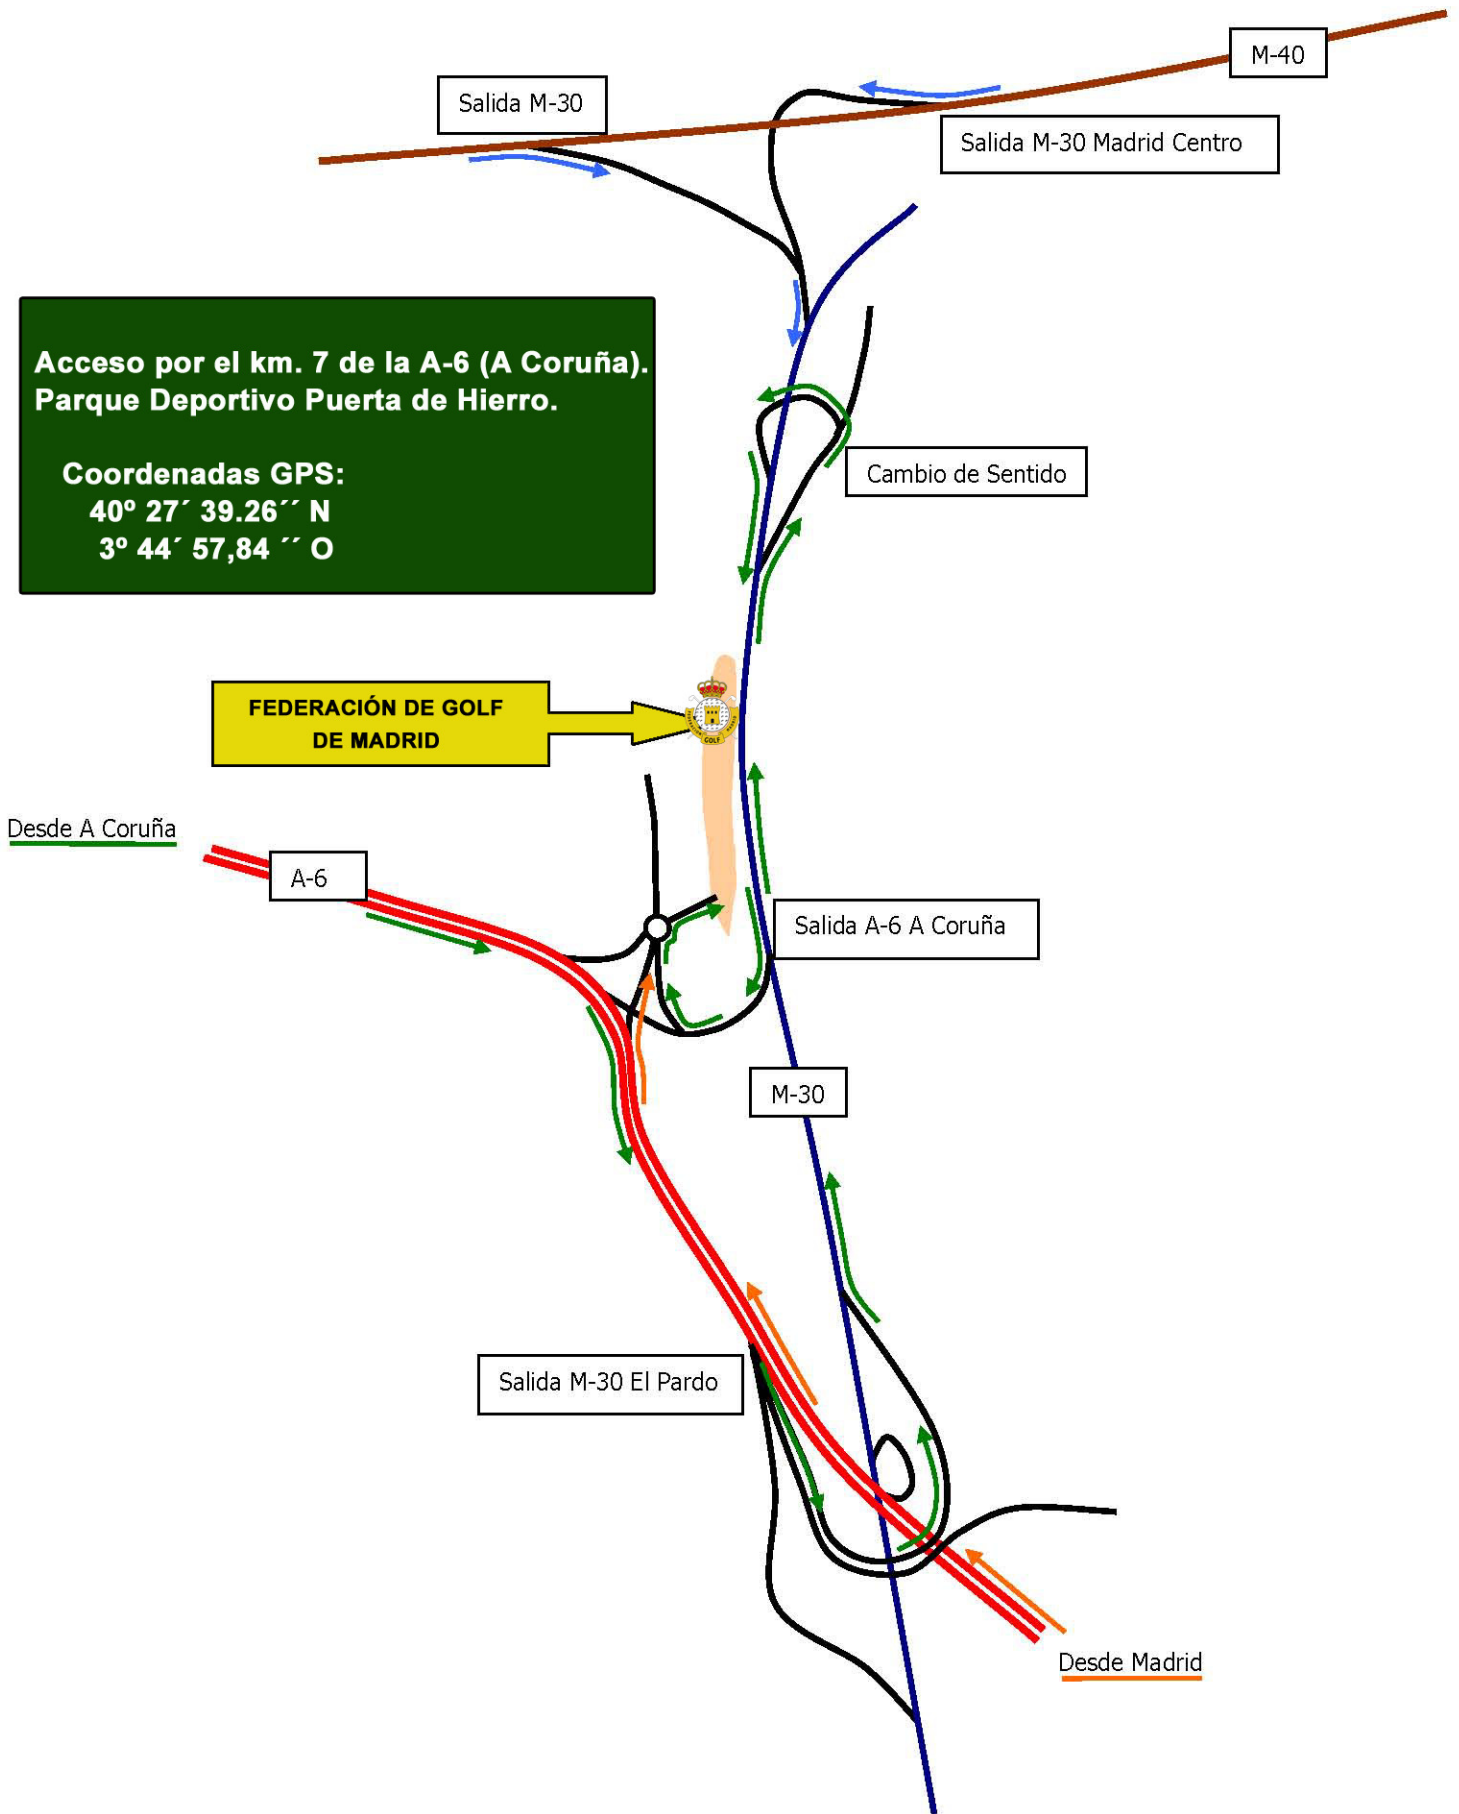 M-40
Salida M-30
Salida M-30 Madrid Centro
Acceso por el km. 7 de la A-6 (A Coruña).
Parque Deportivo Puerta de Hierro.
Coordenadas GPS:
40º 27´ 39.26´´ N
3º 44´ 57,84 ´´ O
Cambio de Sentido
FEDERACIÓN DE GOLF
DE MADRID
GOLF
Desde A Coruña
A-6
Salida A-6 A Coruña
M-30
Salida M-30 El Pardo
Desde Madrid